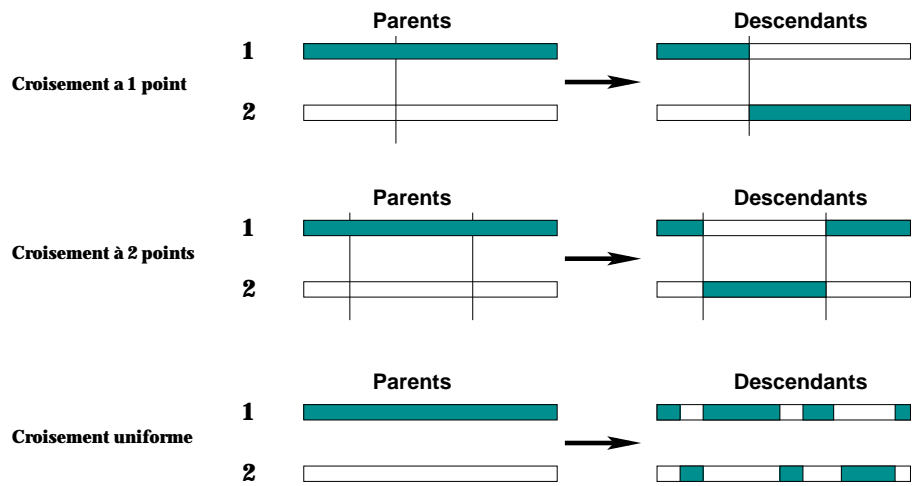 Parents Descendants
1
Croisement a 1 point
2
Parents Descendants
1
Croisement à 2 points
2
Parents Descendants
1
Croisement uniforme
2